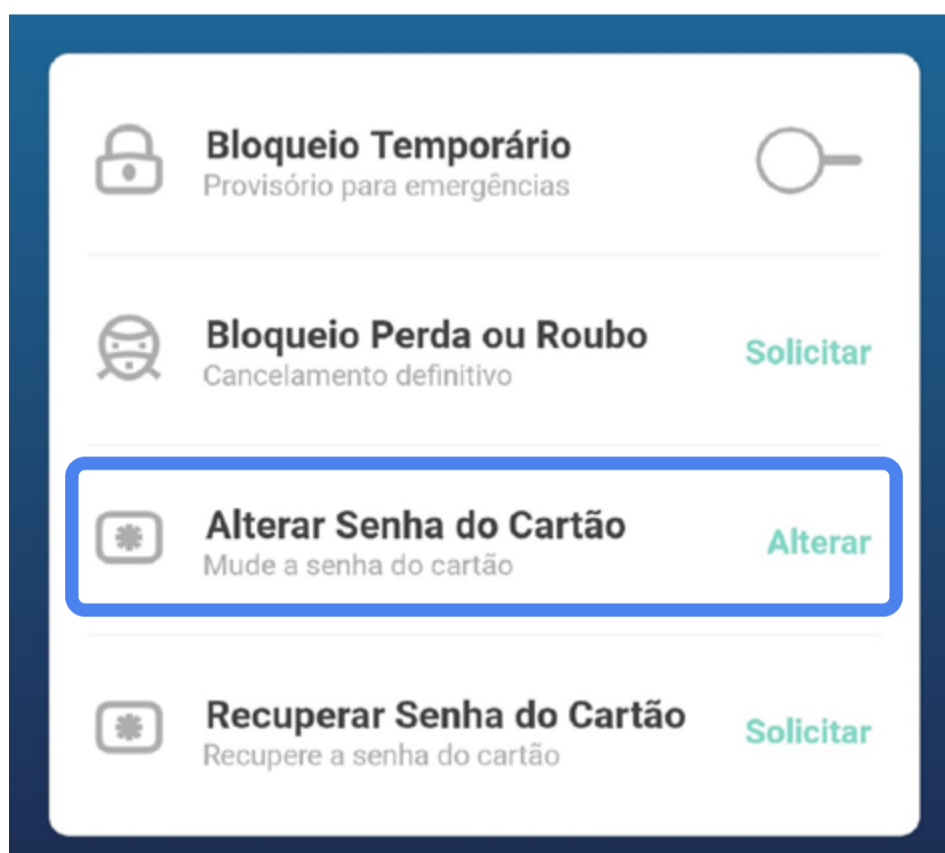 Bloqueio Temporário
Provisório para emergências
Bloqueio Perda ou Roubo
Cancelamento definitivo
Solicitar
Alterar Senha do Cartão
Mude a senha do cartão
Alterar
Recuperar Senha do Cartão
Recupere a senha do cartão
Solicitar